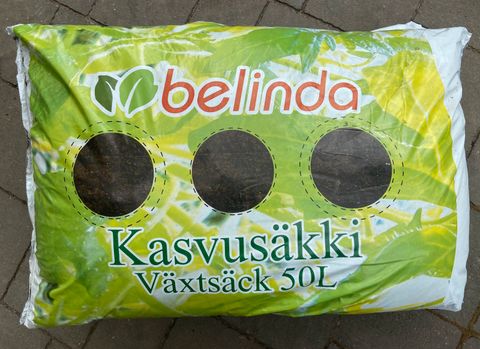 belinda
Kasvusäkki
Växtsäck 50L